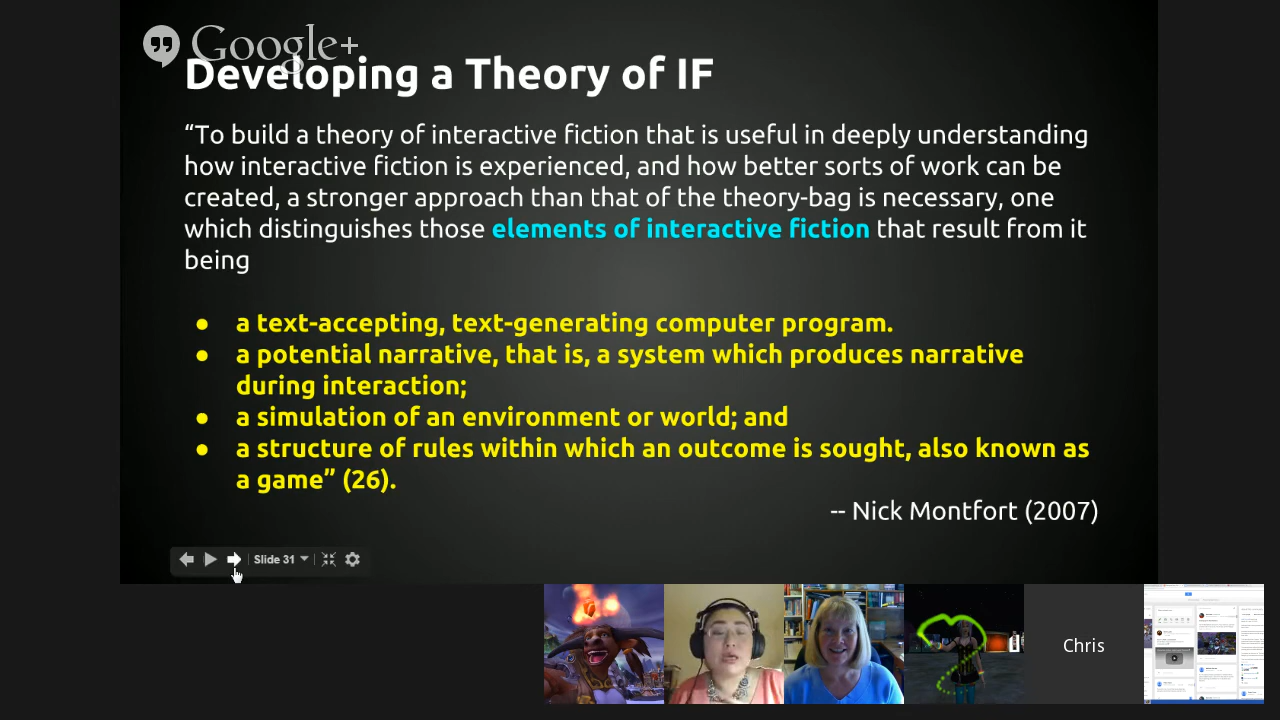 Google+
Developing a Theory of IF
“To build a theory of interactive fiction that is useful in deeply understanding
how interactive fiction is experienced, and how better sorts of work can be
created, a stronger approach than that of the theory-bag is necessary, one
which distinguishes those elements of interactive fiction that result from it
being
● a text-accepting, text-generating computer program.
● a potential narrative, that is, a system which produces narrative
during interaction;
● a simulation of an environment or world; and
● a structure of rules within which an outcome is sought, also known as
a game” (26).
-- Nick Montfort (2007)
Slide 31
Chris